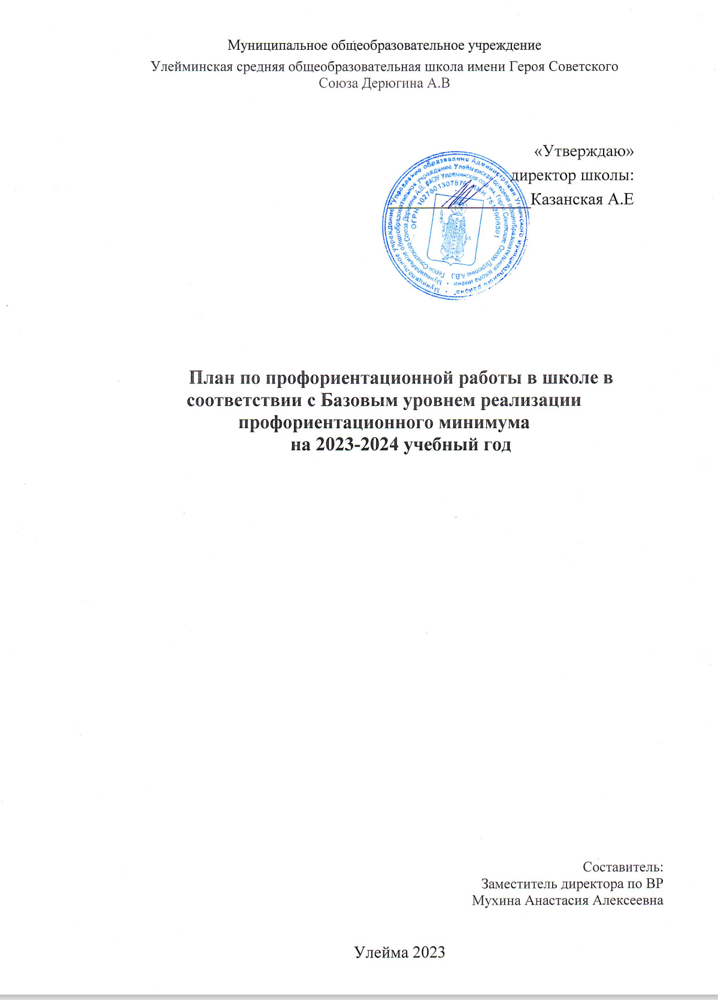 Муниципальное общеобразовательное учреждение
Улейминская средняя общеобразовательная школа имени Героя Советского
Союза Дерюгина А.В
«Утверждаю»
директор школы:
Казанская А.Е
План по профориентационной работы в школе в
соответствии с Базовым уровнем реализации
профориентационного минимума
на 2023-2024 учебный год
Составитель:
Заместитель директора по ВР
Мухина Анастасия Алексеевна
Улейма 2023